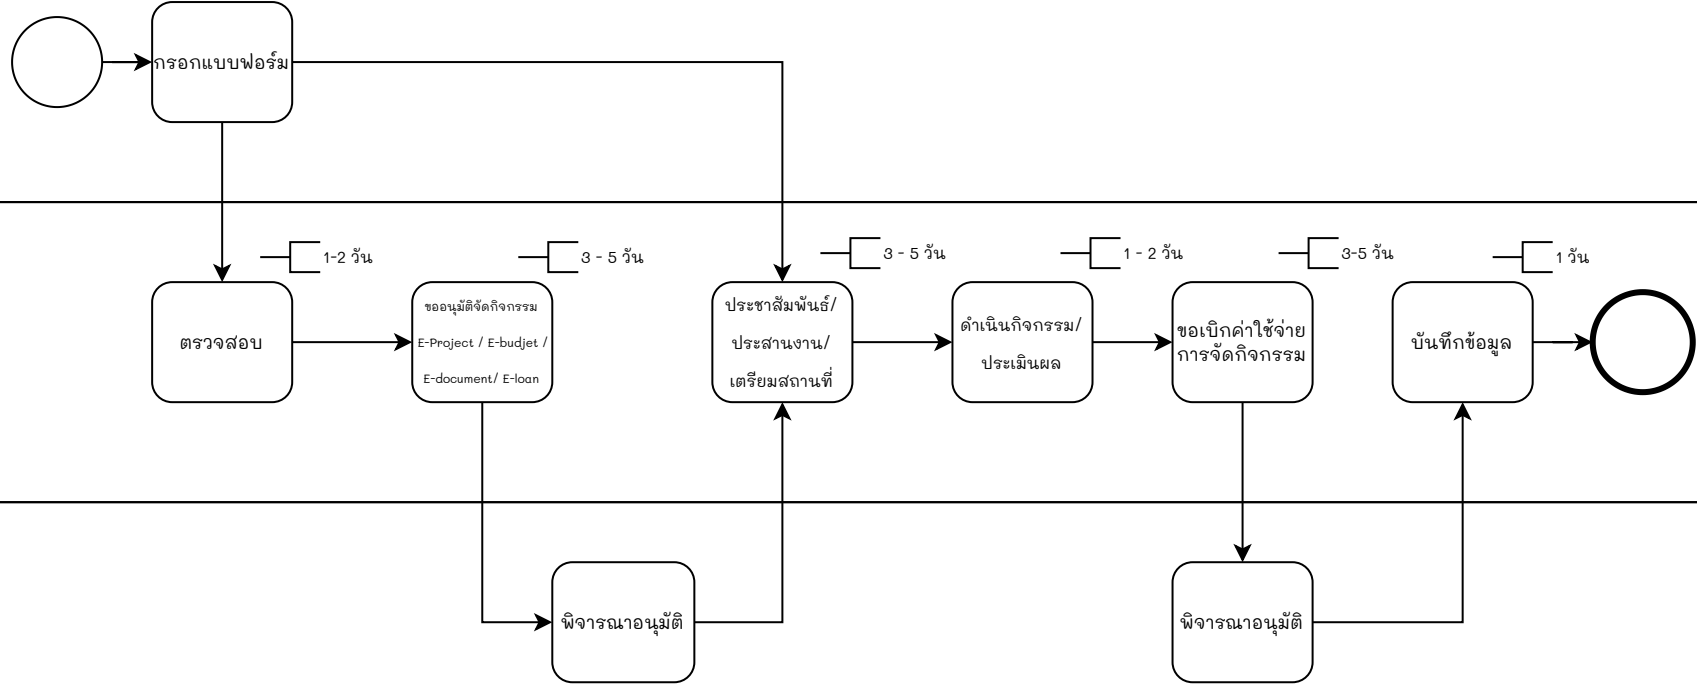 กรอกแบบฟอร์ม
1-2 วัน
3 - 5 วัน
3 - 5 วัน
1 - 2 วัน
3-5 วัน
1 วัน
ตรวจสอบ
ขออนุมัติจัดกิจกรรม
E-Project / E-budjet /
E-document/ E-loan
ประชาสัมพันธ์/
ประสานงาน/
เตรียมสถานที่
ดำเนินกิจกรรม/
ประเมินผล
ขอเบิกค่าใช้จ่าย
การจัดกิจกรรม
บันทึกข้อมูล
พิจารณาอนุมัติ
พิจารณาอนุมัติ